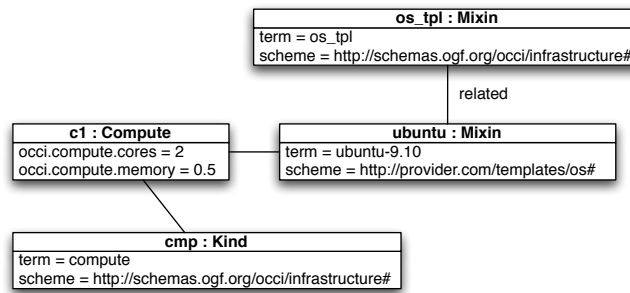 os_tpl : Mixin
term = os_tpl
scheme = http://schemas.ogf.org/occi/infrastructure#
related
c1 : Compute
occi.compute.cores = 2
occi.compute.memory = 0.5
ubuntu : Mixin
term = ubuntu-9.10
scheme = http://provider.com/templates/os#
cmp : Kind
term = compute
scheme = http://schemas.ogf.org/occi/infrastructure#